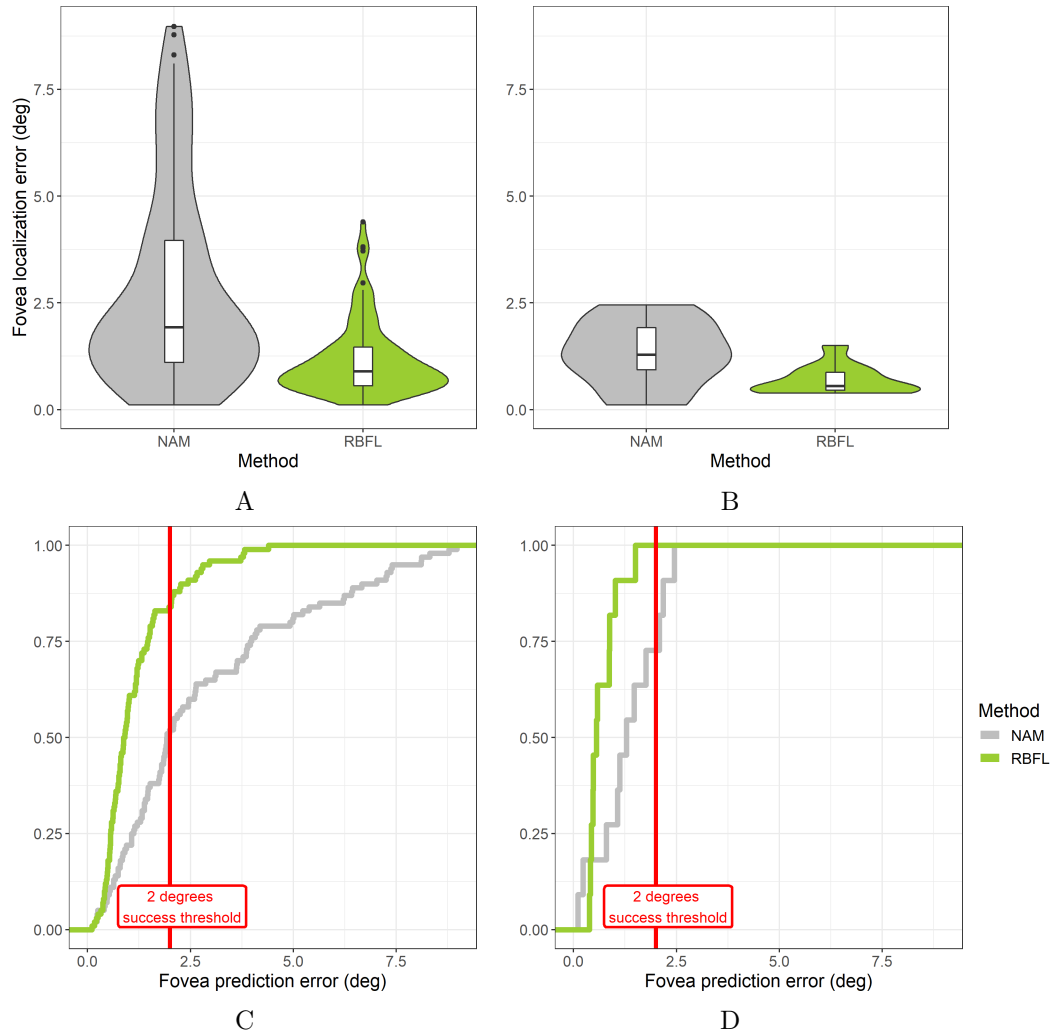 Fovea localization error (deg)
7.5
5.0
2.5
0.0
NAM
RBFL
Method
A
7.5
5.0
2.5
0.0
NAM
RBFL
Method
B
1.00
0.75
0.50
0.25
0.00
2 degrees
success threshold
0.0
2.5
5.0
7.5
Fovea prediction error (deg)
C
1.00
0.75
0.50
0.25
0.00
2 degrees
success threshold
0.0
2.5
5.0
7.5
Fovea prediction error (deg)
D
Method
NAM
RBFL